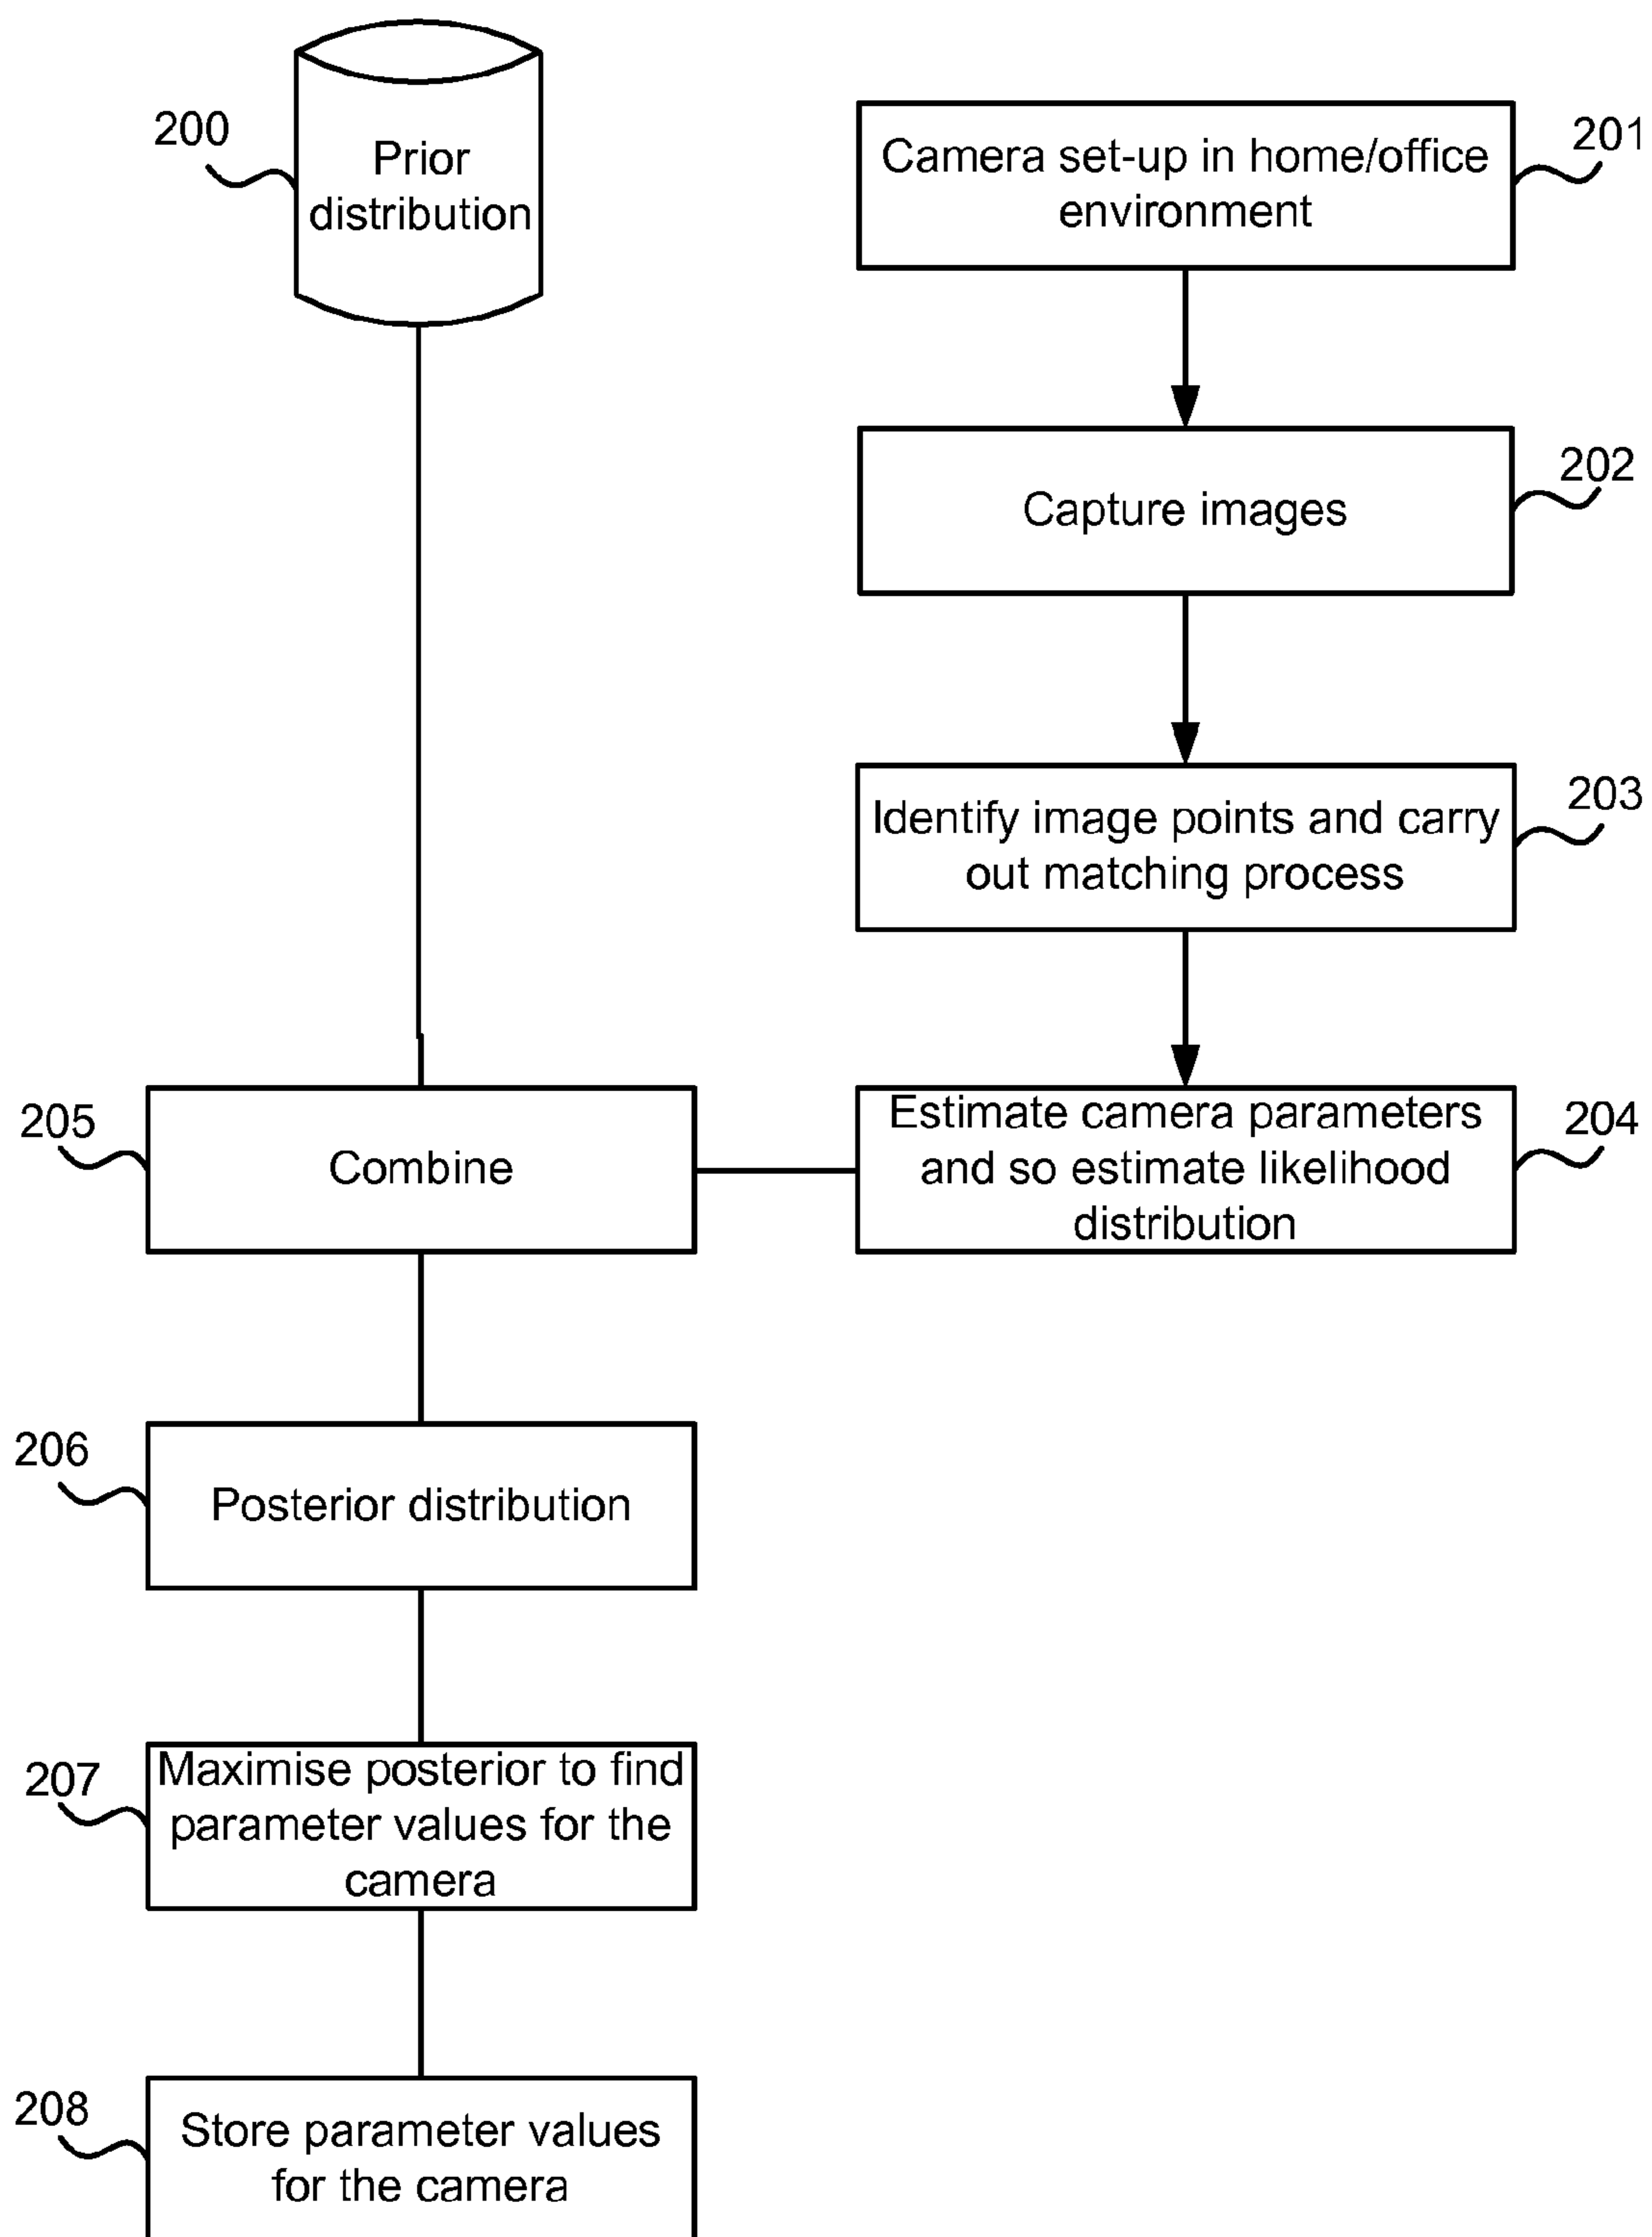 200
Prior
distribution
201
Camera set-up in home/office
environment
202
Capture images
203
Identify image points and carry
out matching process
204
Estimate camera parameters
and so estimate likelihood
distribution
205
Combine
206
Posterior distribution
207
Maximise posterior to find
parameter values for the
camera
208
Store parameter values
for the camera